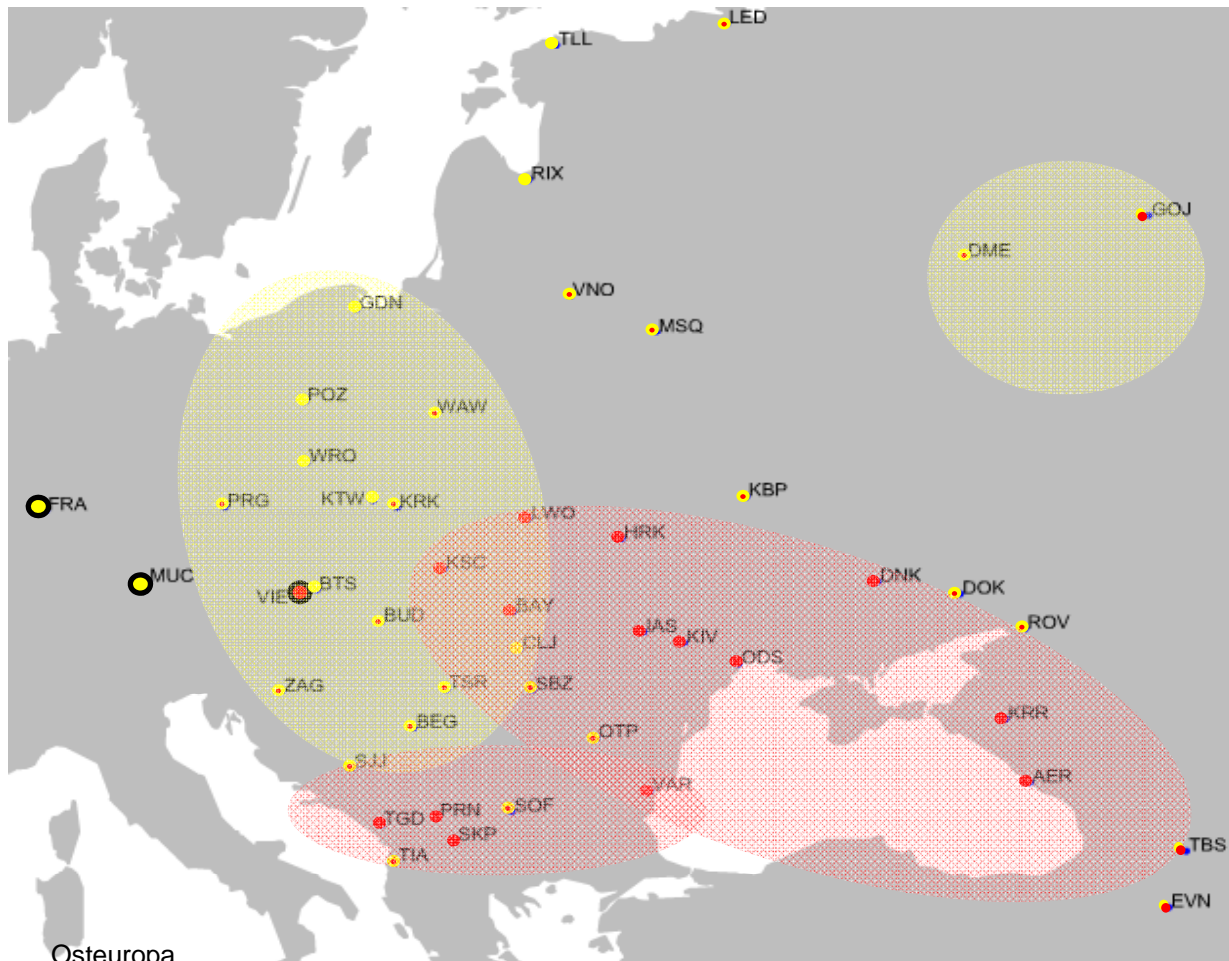 LED
TLL
RIX
GOJ
DME
VNO
GDN
MSQ
POZ
WAW
WRO
KTW
KRK
KBP
PRG
FRA
LWO
HRK
KSC
MUC
BTS
DNK
VIE
DOK
BAY
BUD
ROV
IAS
KIV
CLJ
ODS
TSR
SBZ
ZAG
KRR
BEG
OTP
SJJ
AER
VAR
SOF
PRN
TGD
SKP
TBS
TIA
EVN
Osteuropa